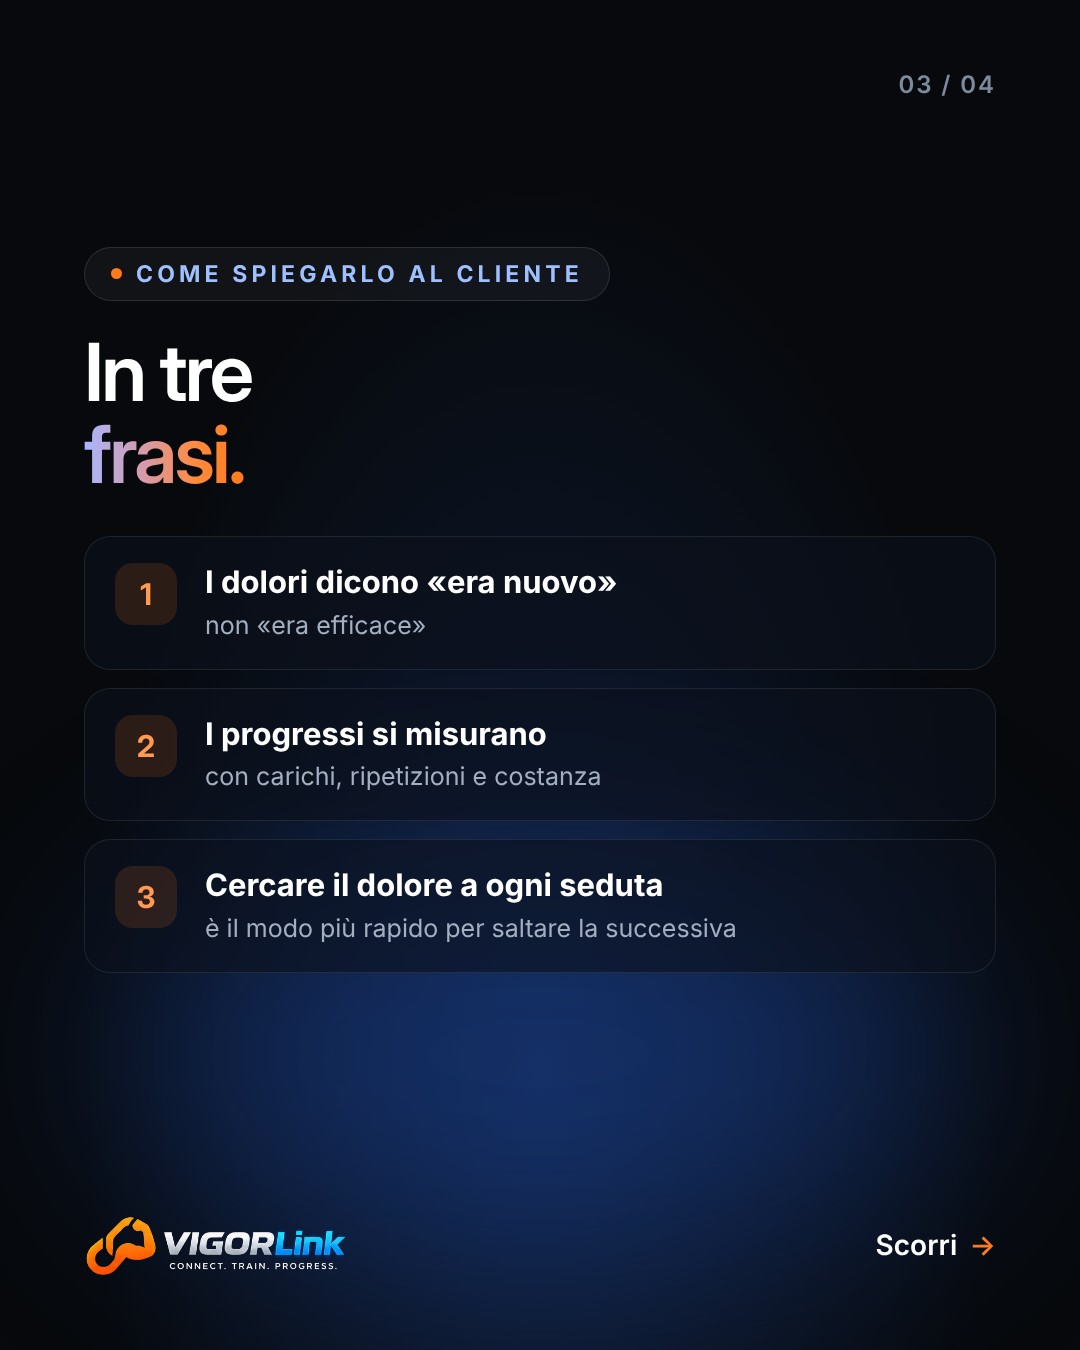 03 / 04
COME SPIEGARLO AL CLIENTE
In tre
frasi.
1
I dolori dicono «era nuovo»
non «era efficace»
2
I progressi si misurano
con carichi, ripetizioni e costanza
3
Cercare il dolore a ogni seduta
è il modo più rapido per saltare la successiva
VIGORLink
CONNECT. TRAIN. PROGRESS.
Scorri →